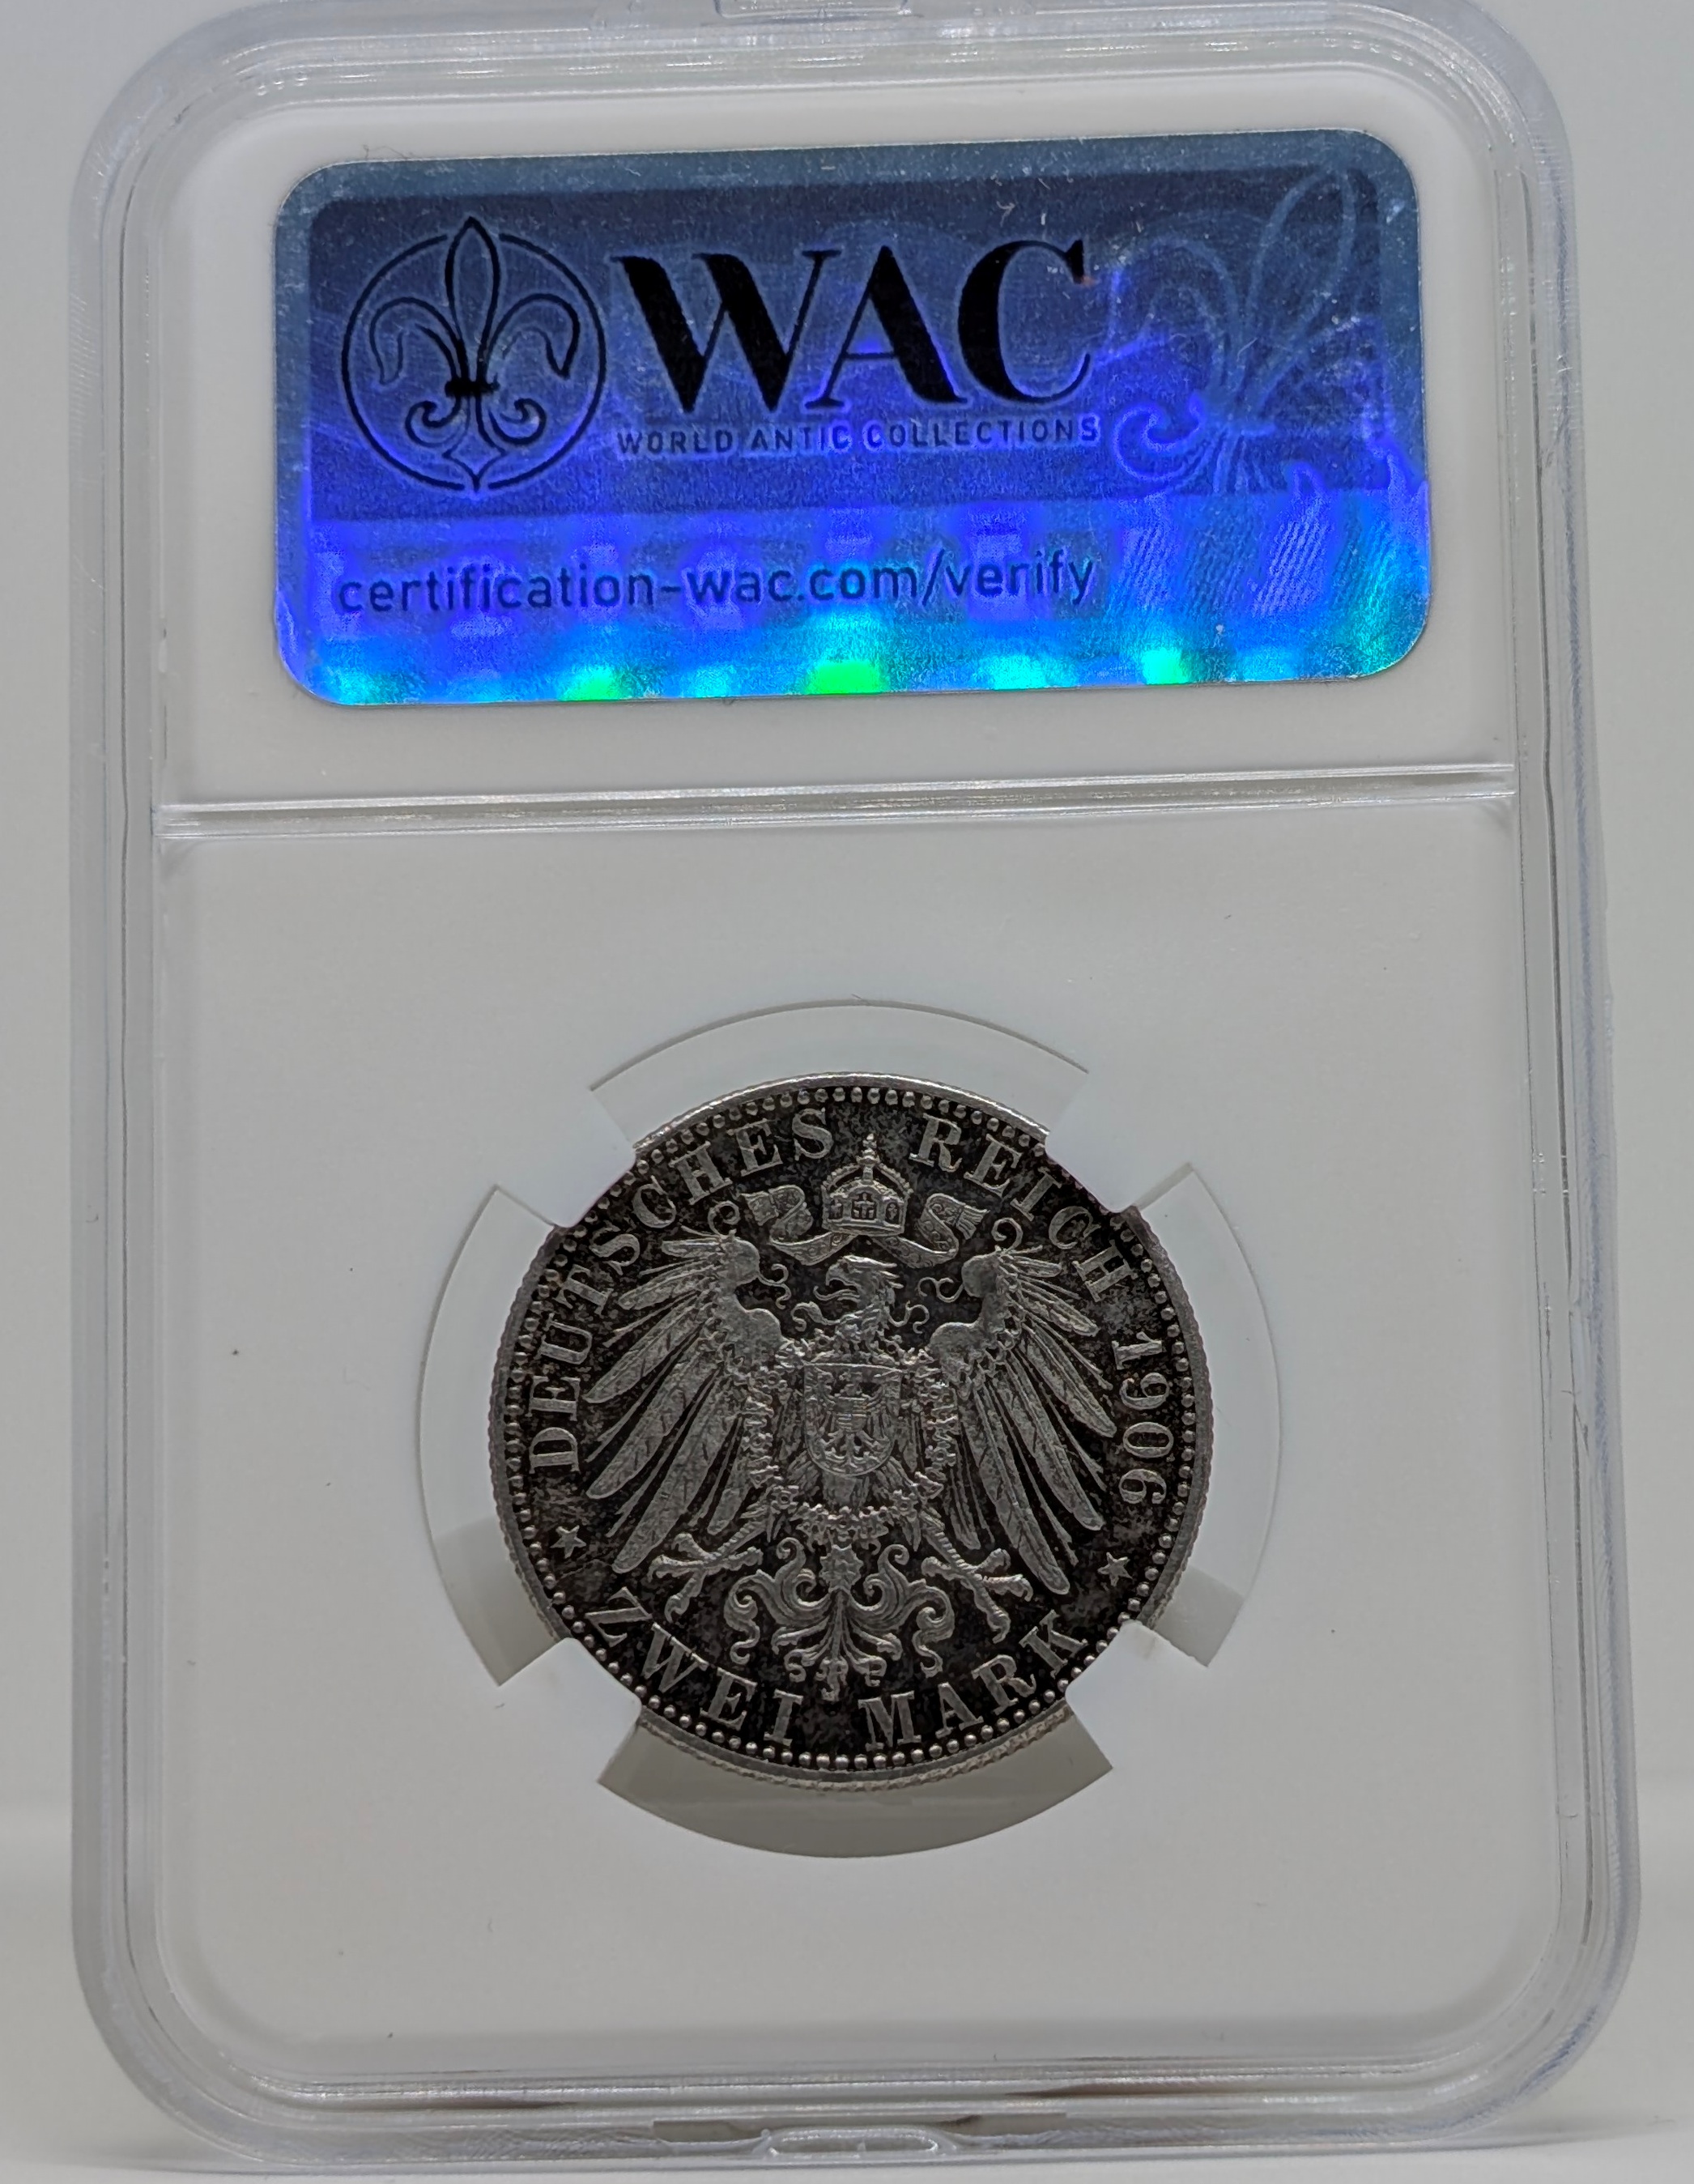 WAC
WORLD ANTIC COLLECTIONS
certification-wac.com/verify
DEUTSCHES REICH 1906
ZWEI MARK